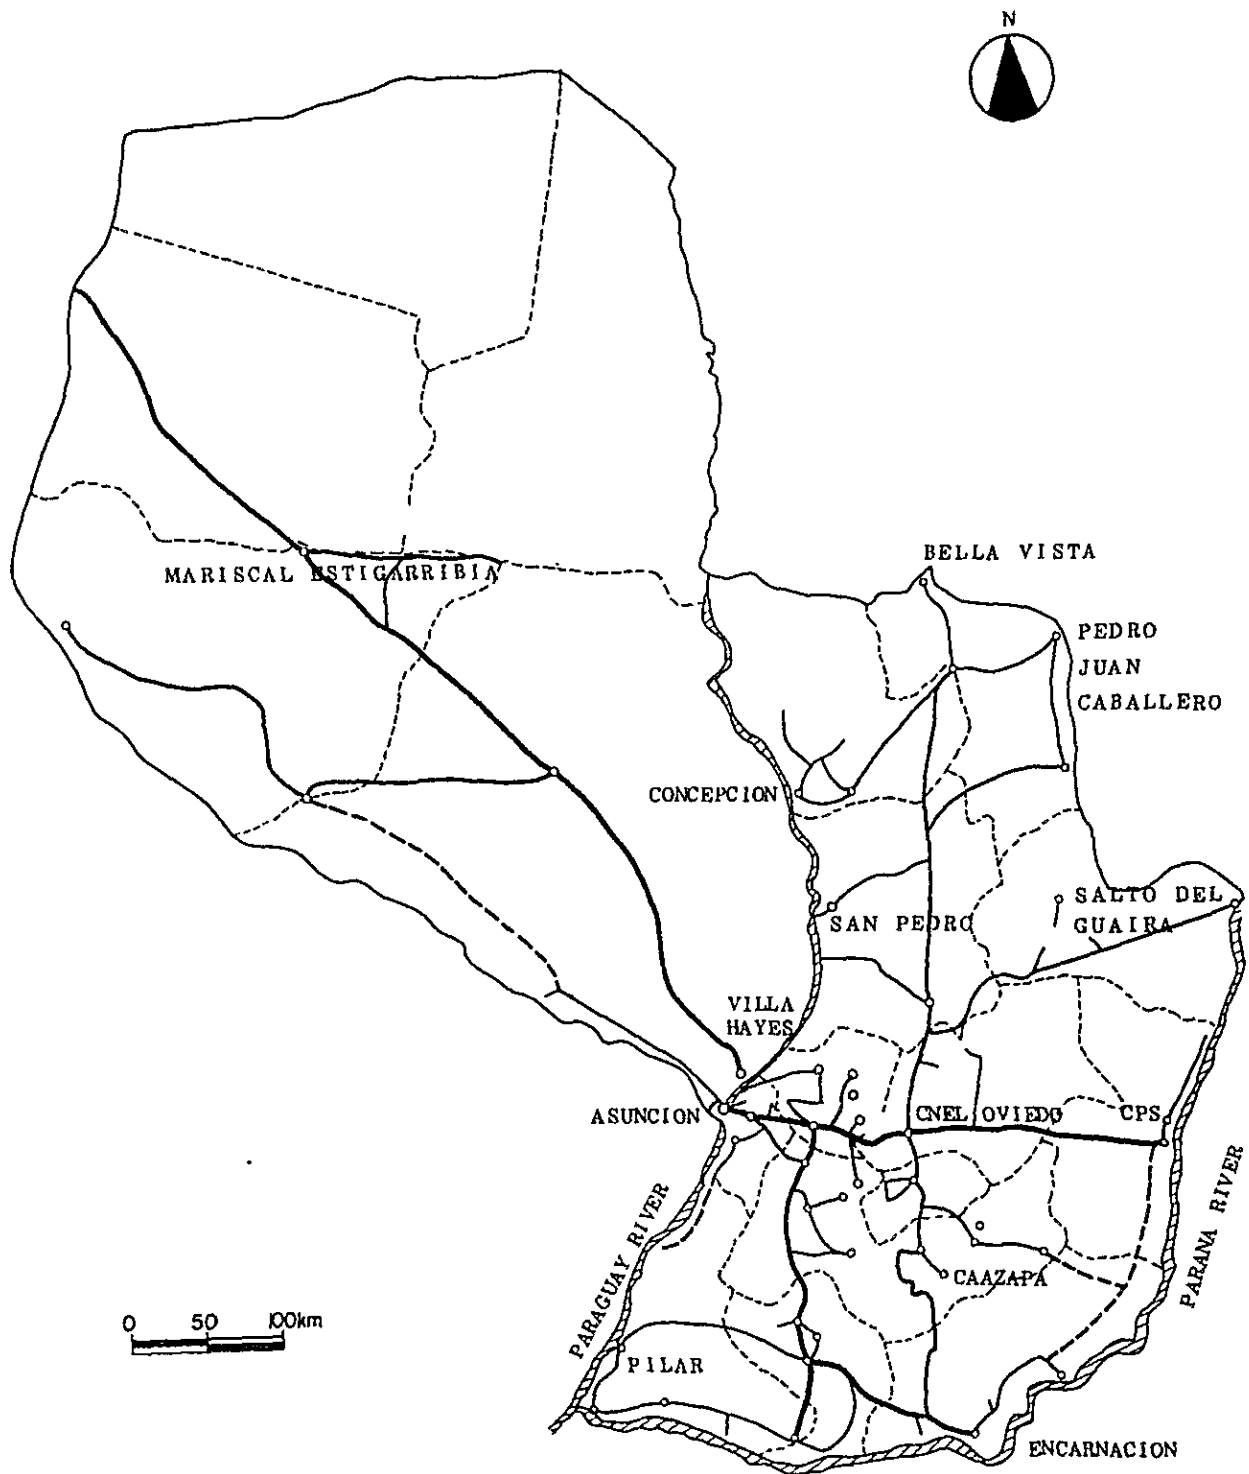 N
BELLA VISTA
MARISCAL ESTIGARRIBIA
PEDRO
JUAN
CABALLERO
CONCEPCION
SALTO DEL
GUAIRA
SAN PEDRO
VILLA
HAYES
ASUNCION
CNEL OVIEDO
CPS
PARAGUAY RIVER
PARANA RIVER
CAAZAPA
0 50 100km
PILAR
ENCARNACION